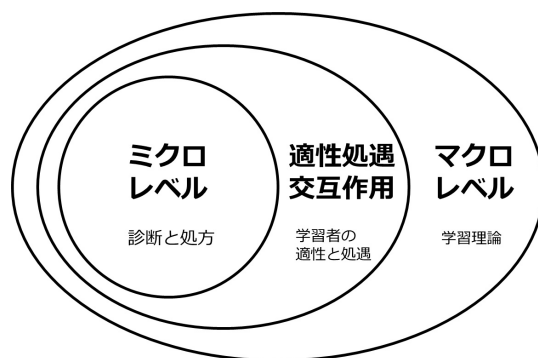 ミクロ
レベル
診断と処方
適性処遇
交互作用
学習者の
適性と処遇
マクロ
レベル
学習理論